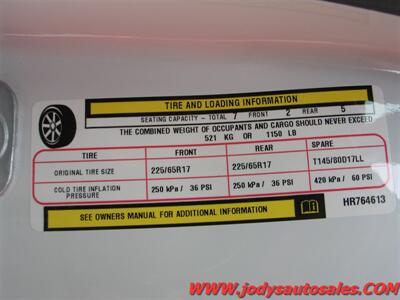 TIRE AND LOADING INFORMATION
SEATING CAPACITY - TOTAL 7 FRONT 2 REAR 5
THE COMBINED WEIGHT OF OCCUPANTS AND CARGO SHOULD NEVER EXCEED
521 KG OR 1150 LB
TIRE FRONT REAR SPARE
ORIGINAL TIRE SIZE 225/65R17 225/65R17 T145/80D17LL
COLD TIRE INFLATION PRESSURE 250 kPa / 36 PSI 250 kPa / 36 PSI 420 kPa / 60 PSI
SEE OWNERS MANUAL FOR ADDITIONAL INFORMATION HR764613
www.jodysautosales.COM